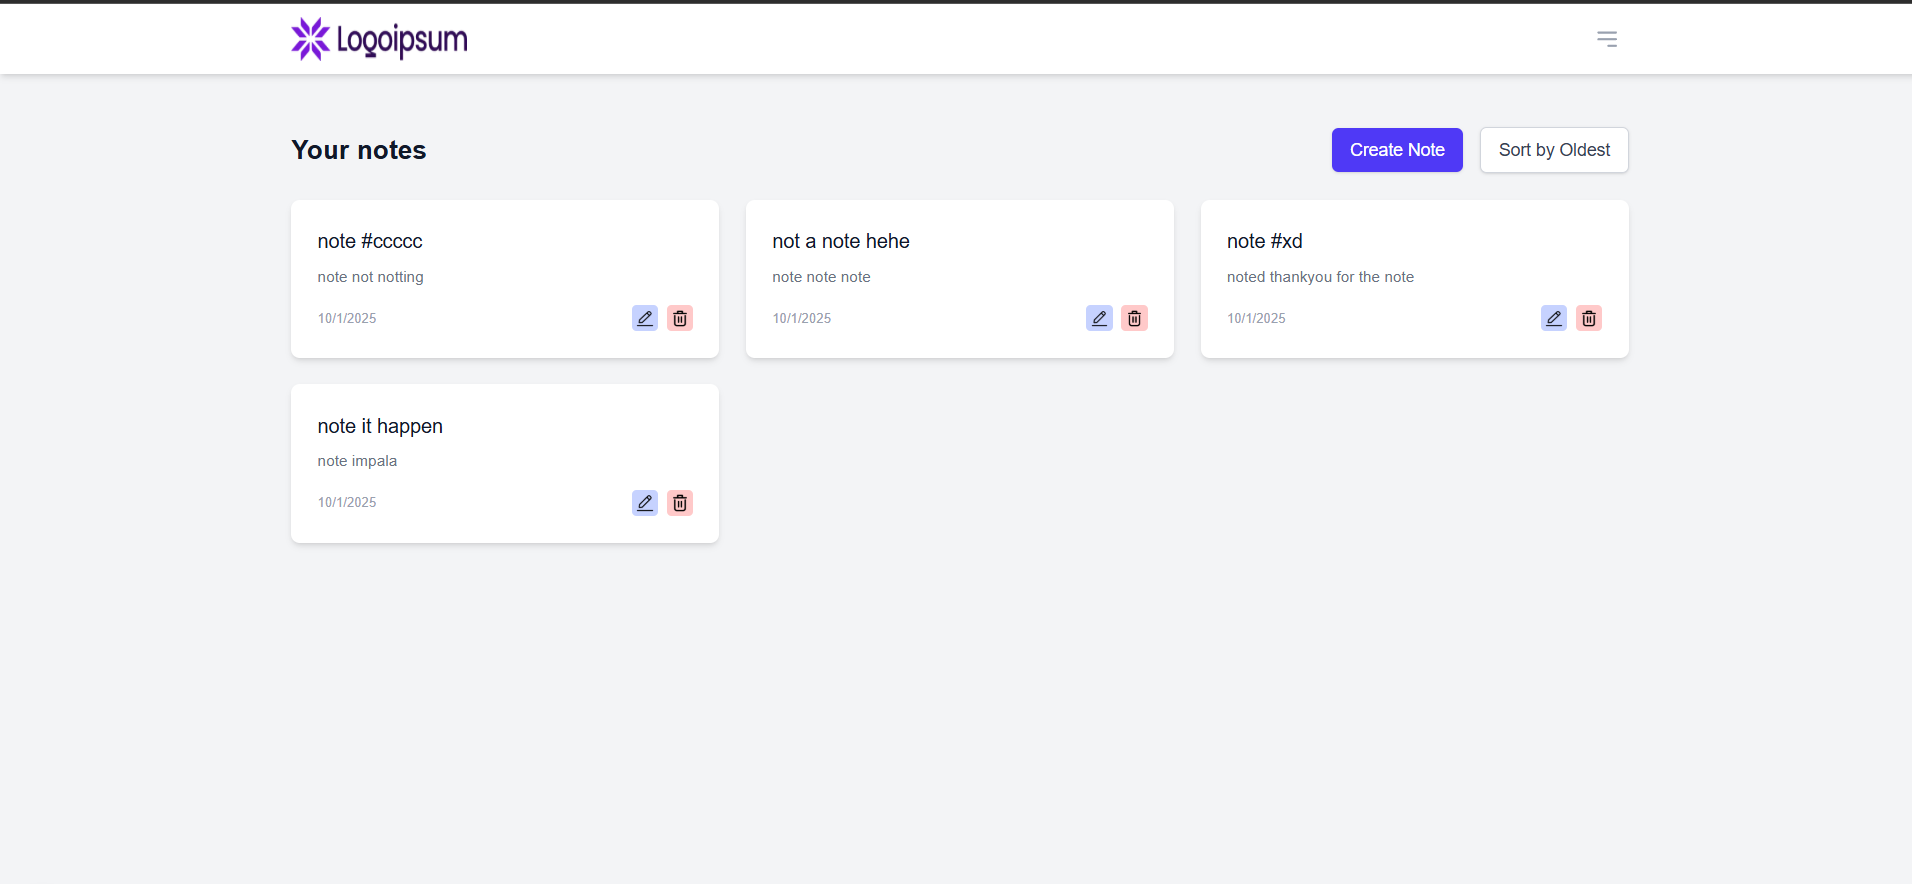 Logoipsum
Your notes
Create Note
Sort by Oldest
note #ccccc
note not notting
10/1/2025
not a note hehe
note note note
10/1/2025
note #xd
noted thankyou for the note
10/1/2025
note it happen
note impala
10/1/2025